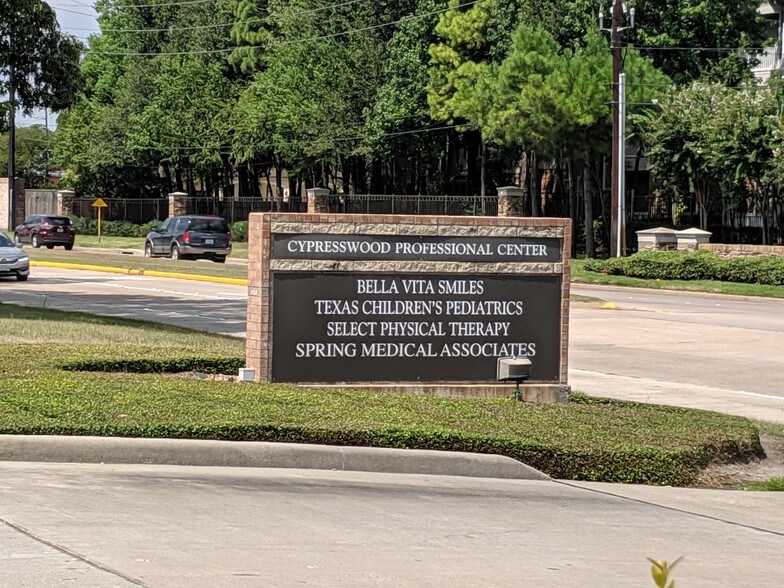 CYPRESSWOOD PROFESSIONAL CENTER
BELLA VITA SMILES
TEXAS CHILDREN'S PEDIATRICS
SELECT PHYSICAL THERAPY
SPRING MEDICAL ASSOCIATES